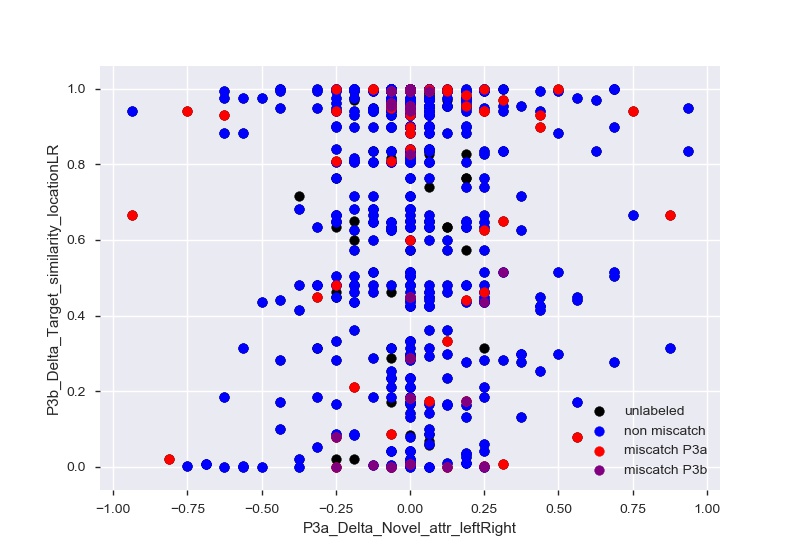 1.0
0.8
0.6
0.4
0.2
0.0
P3b_Delta_Target_similarity_locationLR
unlabeled
non miscatch
miscatch P3a
miscatch P3b
−1.00 −0.75 −0.50 −0.25 0.00 0.25 0.50 0.75 1.00
P3a_Delta_Novel_attr_leftRight